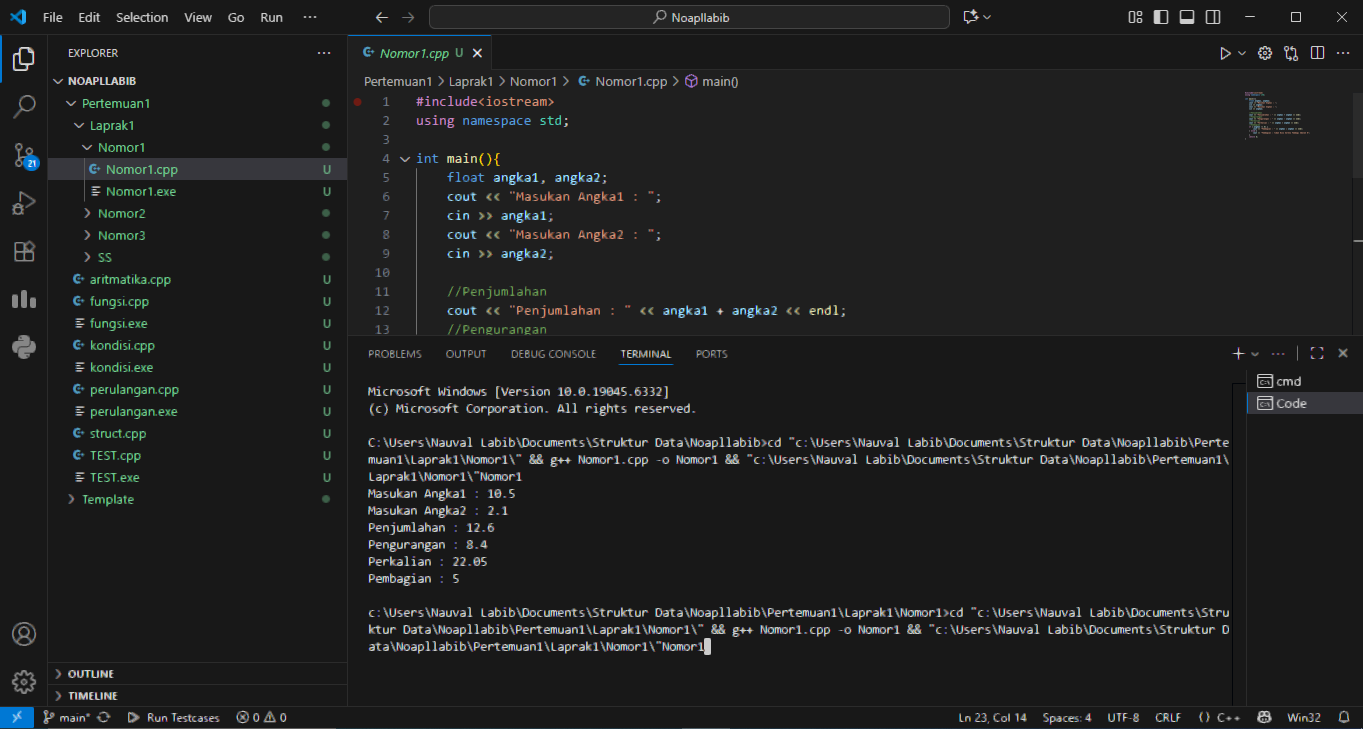 File Edit Selection View Go Run ··· Noapllabib
EXPLORER ···
NOAPLLABIB
Pertemuan1
Laprak1
Nomor1
Nomor1.cpp U
Nomor1.exe U
Nomor2
Nomor3
SS
aritmatika.cpp U
fungsi.cpp U
fungsi.exe U
kondisi.cpp U
kondisi.exe U
perulangan.cpp U
perulangan.exe U
struct.cpp U
TEST.cpp U
TEST.exe U
Template
OUTLINE
TIMELINE
21
Nomor1.cpp U
Pertemuan1 > Laprak1 > Nomor1 > Nomor1.cpp > main()
1 #include<iostream>
2 using namespace std;
3
4 int main(){
5 float angka1, angka2;
6 cout << "Masukan Angka1 : ";
7 cin >> angka1;
8 cout << "Masukan Angka2 : ";
9 cin >> angka2;
10
11 //Penjumlahan
12 cout << "Penjumlahan : " << angka1 + angka2 << endl;
13 //Pengurangan
PROBLEMS OUTPUT DEBUG CONSOLE TERMINAL PORTS
Microsoft Windows [Version 10.0.19045.6332]
(c) Microsoft Corporation. All rights reserved.
C:\Users\Nauval Labib\Documents\Struktur Data\Noapllabib>cd "c:\Users\Nauval Labib\Documents\Struktur Data\Noapllabib\Perte
muan1\Laprak1\Nomor1\" && g++ Nomor1.cpp -o Nomor1 && "c:\Users\Nauval Labib\Documents\Struktur Data\Noapllabib\Pertemuan1\
Laprak1\Nomor1\"Nomor1
Masukan Angka1 : 10.5
Masukan Angka2 : 2.1
Penjumlahan : 12.6
Pengurangan : 8.4
Perkalian : 22.05
Pembagian : 5
c:\Users\Nauval Labib\Documents\Struktur Data\Noapllabib\Pertemuan1\Laprak1\Nomor1>cd "c:\Users\Nauval Labib\Documents\Stru
ktur Data\Noapllabib\Pertemuan1\Laprak1\Nomor1\" && g++ Nomor1.cpp -o Nomor1 && "c:\Users\Nauval Labib\Documents\Struktur D
ata\Noapllabib\Pertemuan1\Laprak1\Nomor1\"Nomor1
cmd
Code
main* Run Testcases 0 0 Ln 23, Col 14 Spaces: 4 UTF-8 CRLF () C++ Win32